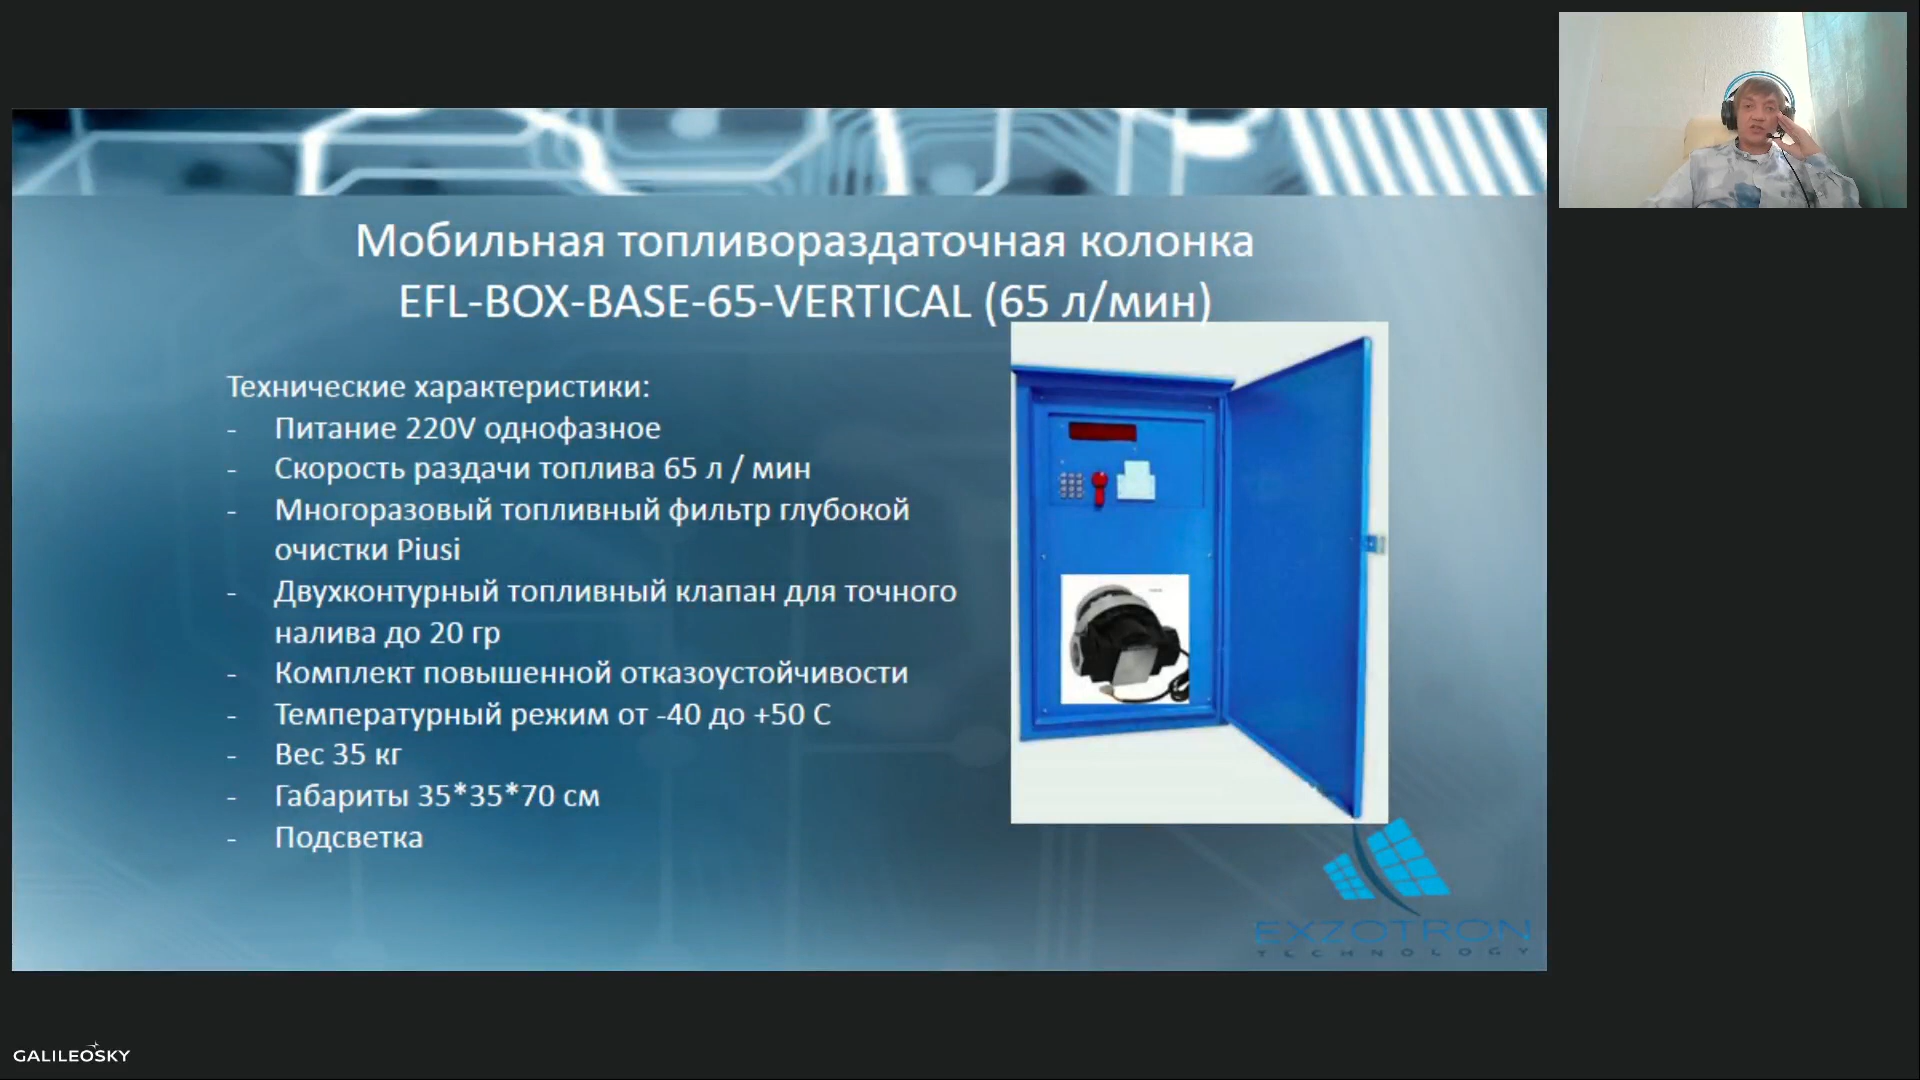 Мобильная топливораздаточная колонка
EFL-BOX-BASE-65-VERTICAL (65 л/мин)
Технические характеристики:
- Питание 220V однофазное
- Скорость раздачи топлива 65 л / мин
- Многоразовый топливный фильтр глубокой
очистки Piusi
- Двухконтурный топливный клапан для точного
налива до 20 гр
- Комплект повышенной отказоустойчивости
- Температурный режим от -40 до +50 С
- Вес 35 кг
- Габариты 35*35*70 см
- Подсветка
EXZOTRON
TECHNOLOGY
GALILEOSKY